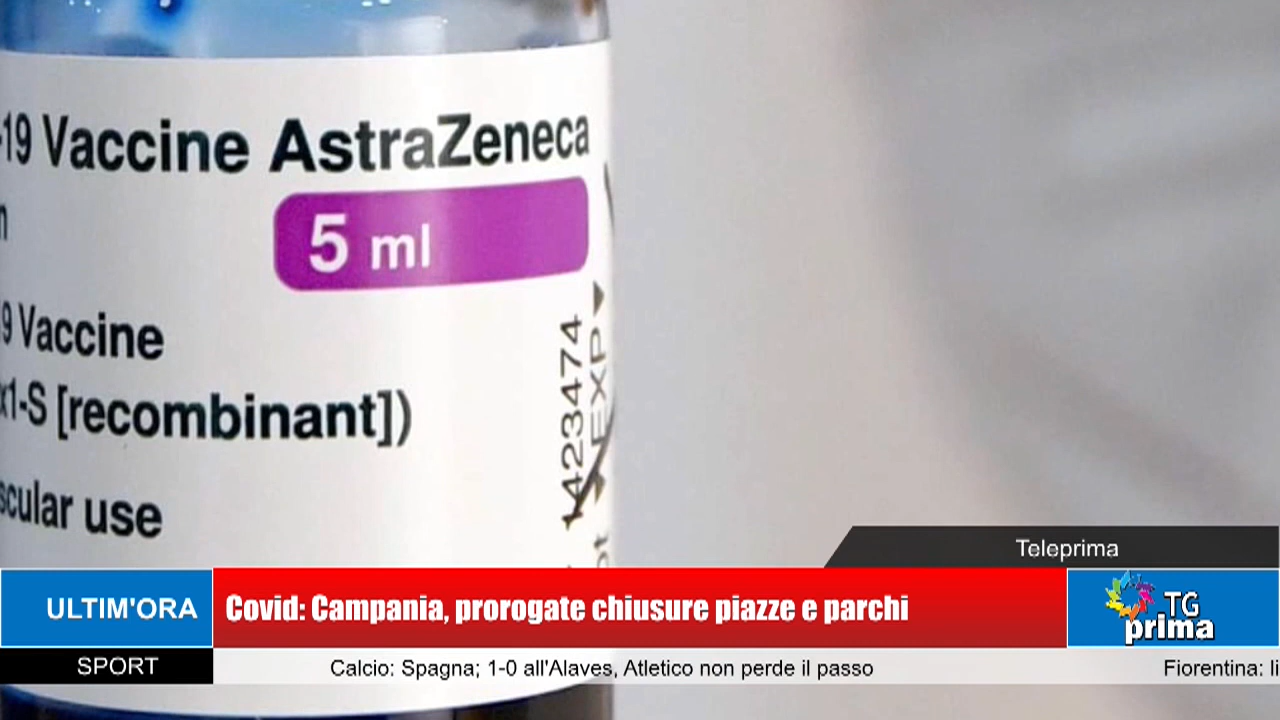 -19 Vaccine AstraZeneca
5 ml
9 Vaccine
x1-S [recombinant])
scular use
1423474
EXP
Teleprima
ULTIM'ORA
Covid: Campania, prorogate chiusure piazze e parchi
TG
prima
SPORT
Calcio: Spagna; 1-0 all'Alaves, Atletico non perde il passo
Fiorentina: li